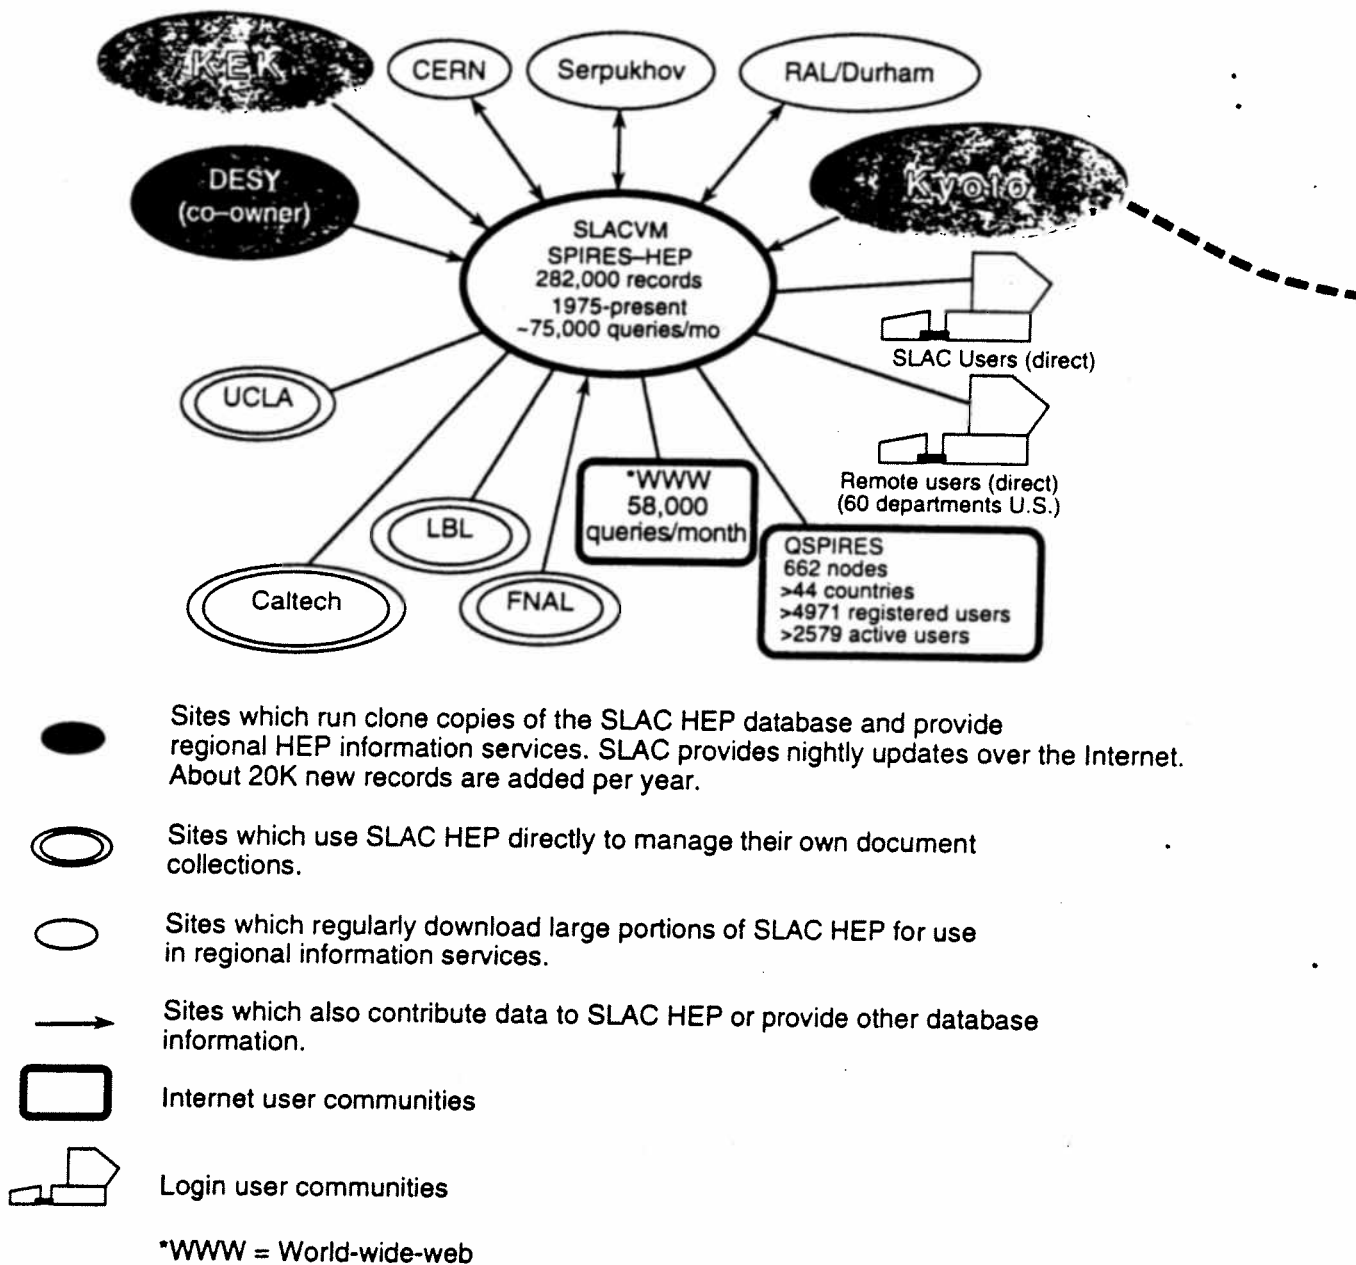 KEK
CERN
Serpukhov
RAL/Durham
DESY
(co-owner)
Kyoto
SLACVM
SPIRES-HEP
282,000 records
1975-present
~75,000 queries/mo
SLAC Users (direct)
UCLA
Remote users (direct)
(60 departments U.S.)
*WWW
58,000
queries/month
LBL
QSPIRES
662 nodes
>44 countries
>4971 registered users
>2579 active users
Caltech
FNAL
Sites which run clone copies of the SLAC HEP database and provide
regional HEP information services. SLAC provides nightly updates over the Internet.
About 20K new records are added per year.
Sites which use SLAC HEP directly to manage their own document
collections.
Sites which regularly download large portions of SLAC HEP for use
in regional information services.
Sites which also contribute data to SLAC HEP or provide other database
information.
Internet user communities
Login user communities
*WWW = World-wide-web